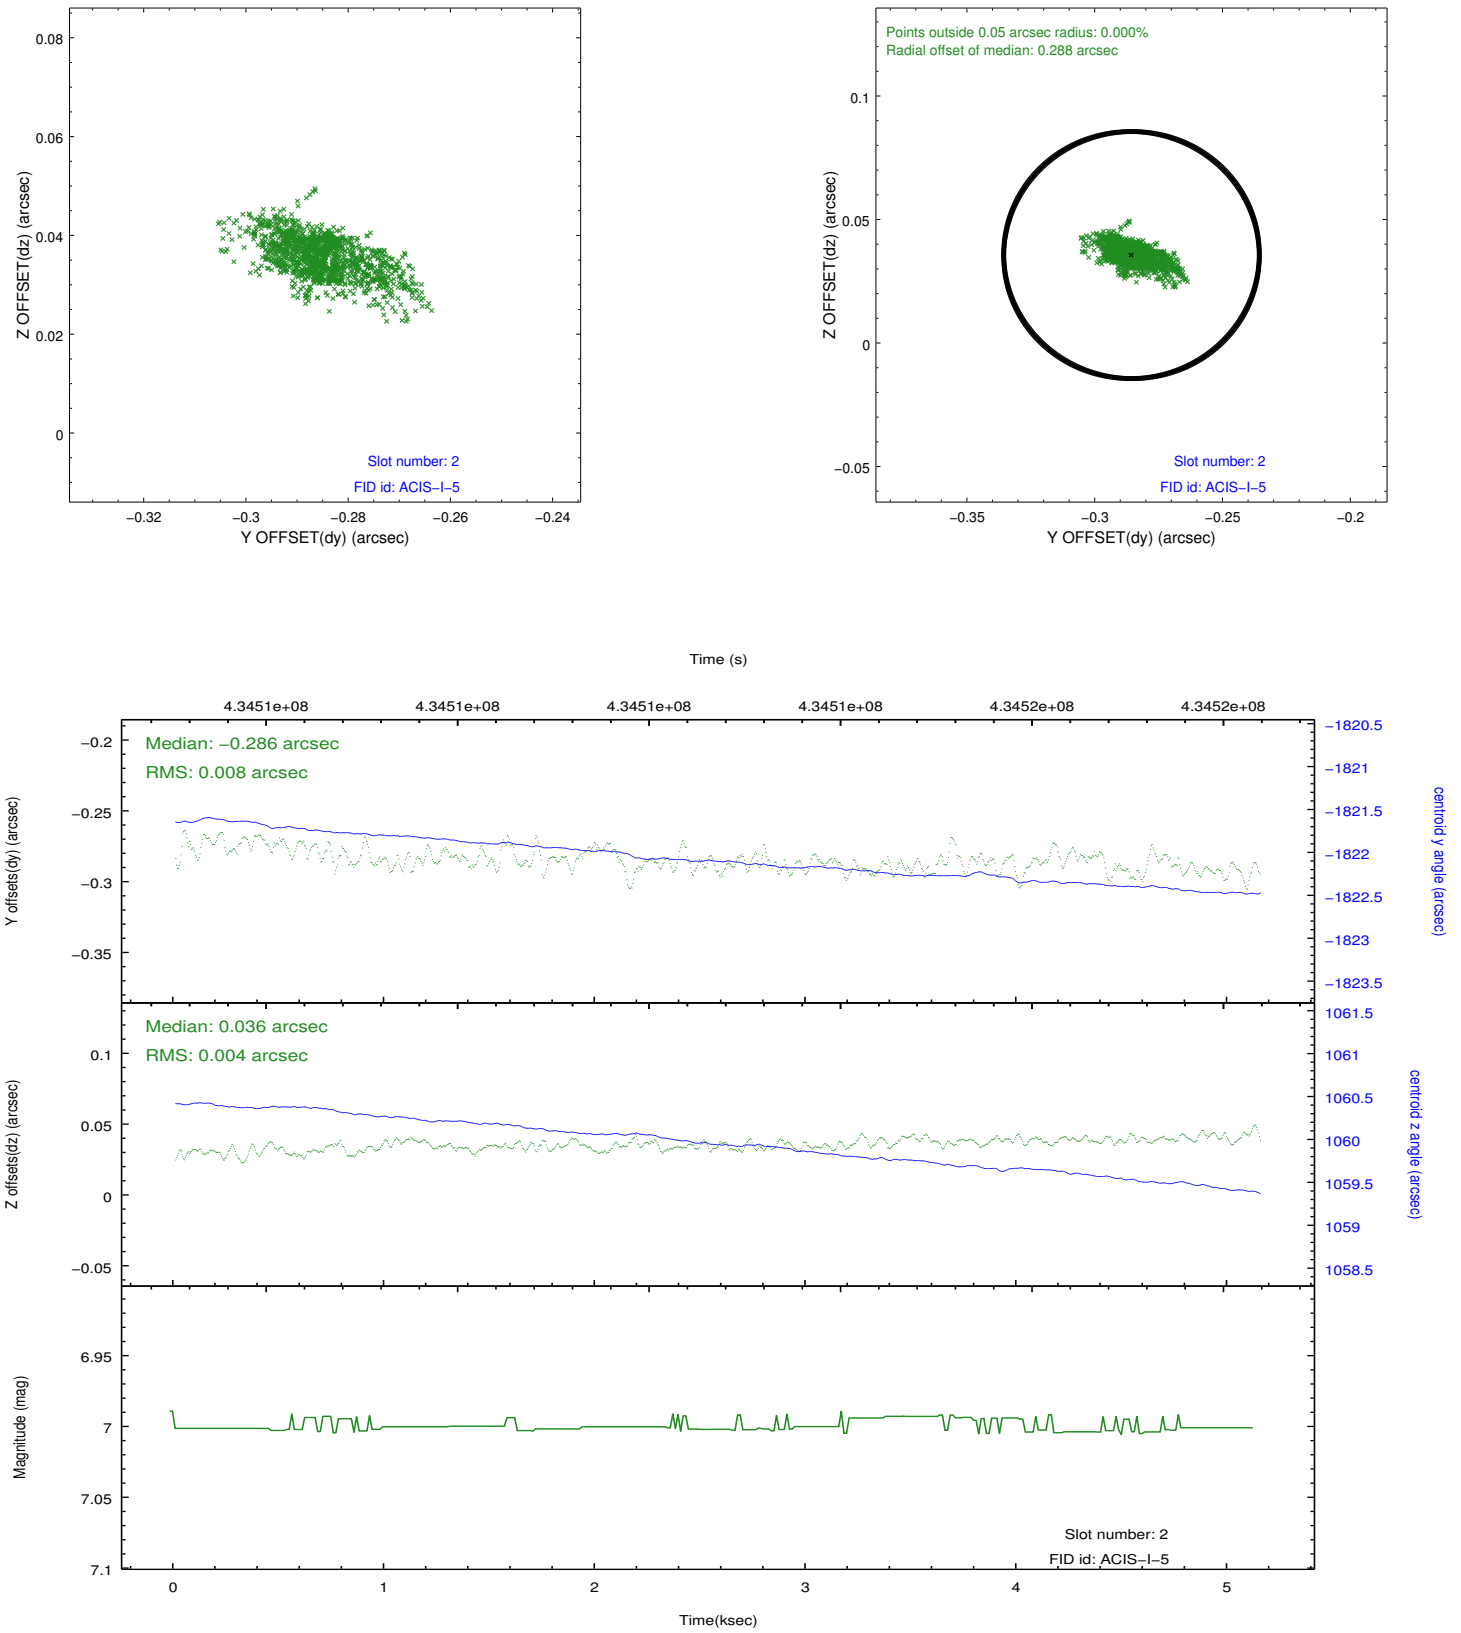 0.08
0.06
0.04
0.02
0
Z OFFSET(dz) (arcsec)
Slot number: 2
FID id: ACIS−I−5
−0.32 −0.3 −0.28 −0.26 −0.24
Y OFFSET(dy) (arcsec)
Points outside 0.05 arcsec radius: 0.000%
Radial offset of median: 0.288 arcsec
0.1
0.05
0
−0.05
Z OFFSET(dz) (arcsec)
Slot number: 2
FID id: ACIS−I−5
−0.35 −0.3 −0.25 −0.2
Y OFFSET(dy) (arcsec)
Time (s)
4.3451e+08 4.3451e+08 4.3451e+08 4.3451e+08 4.3452e+08 4.3452e+08
Median: −0.286 arcsec
RMS: 0.008 arcsec
−0.2
−0.25
−0.3
−0.35
Y offsets(dy) (arcsec)
−1820.5
−1821
−1821.5
−1822
−1822.5
−1823
−1823.5
centroid y angle (arcsec)
Median: 0.036 arcsec
RMS: 0.004 arcsec
0.1
0.05
0
−0.05
Z offsets(dz) (arcsec)
1061.5
1061
1060.5
1060
1059.5
1059
1058.5
centroid z angle (arcsec)
6.95
7
7.05
7.1
Magnitude (mag)
Slot number: 2
FID id: ACIS−I−5
0 1 2 3 4 5
Time(ksec)